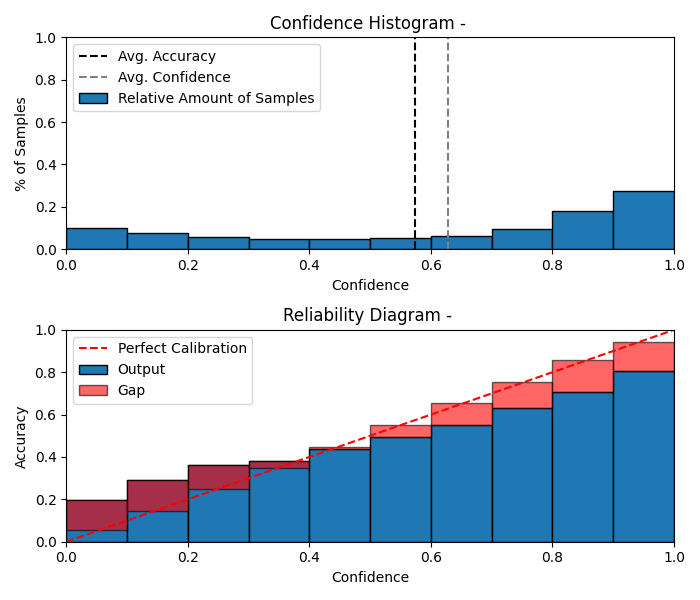 Confidence Histogram -
1.0
0.8
0.6
0.4
0.2
0.0
% of Samples
Avg. Accuracy
Avg. Confidence
Relative Amount of Samples
0.0 0.2 0.4 0.6 0.8 1.0
Confidence
Reliability Diagram -
1.0
0.8
0.6
0.4
0.2
0.0
Accuracy
Perfect Calibration
Output
Gap
0.0 0.2 0.4 0.6 0.8 1.0
Confidence